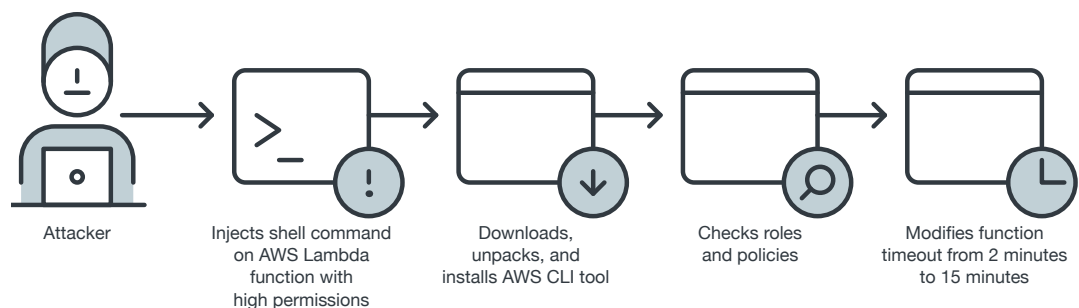 Attacker
Injects shell command
on AWS Lambda
function with
high permissions
Downloads,
unpacks, and
installs AWS CLI tool
Checks roles
and policies
Modifies function
timeout from 2 minutes
to 15 minutes